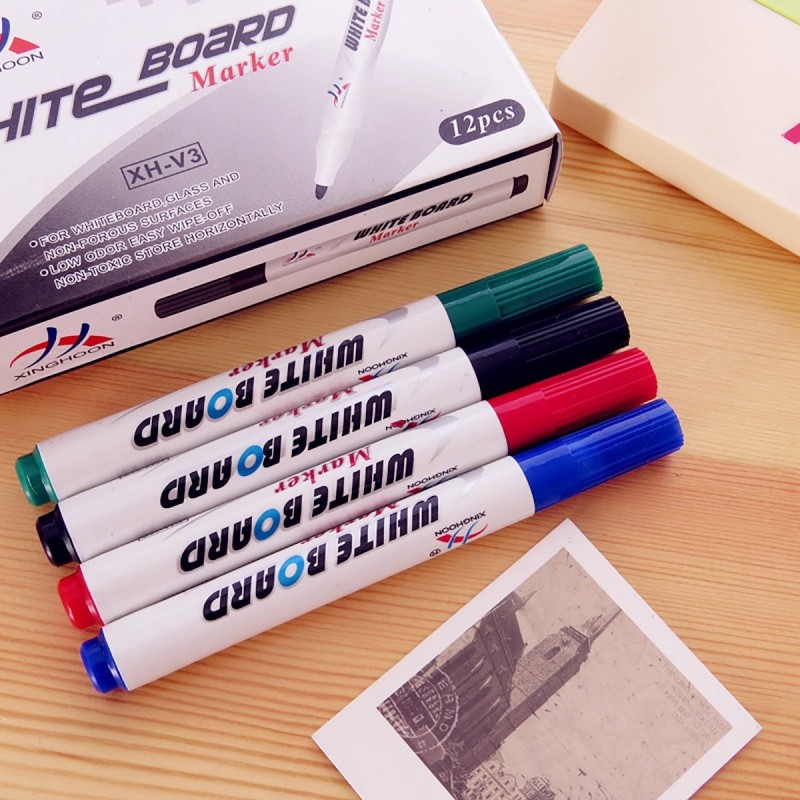 ®
WHITE BOARD
Marker
WHITE B
Marker
12pcs
XH-V3
• FOR WHITEBOARD,GLASS AND
NON-POROUS SURFACES
• LOW ODOR EASY WIPE-OFF
NON-TOXIC STORE HORIZONTALLY
WHITE BOARD
Marker
®
XINGHOON
XINGHOON
WHITE BOARD
Marker
XINGHOON
WHITE BOARD
Marker
XINGHOON
WHITE BOARD
Marker
XINGHOON
®
WHITE BOARD